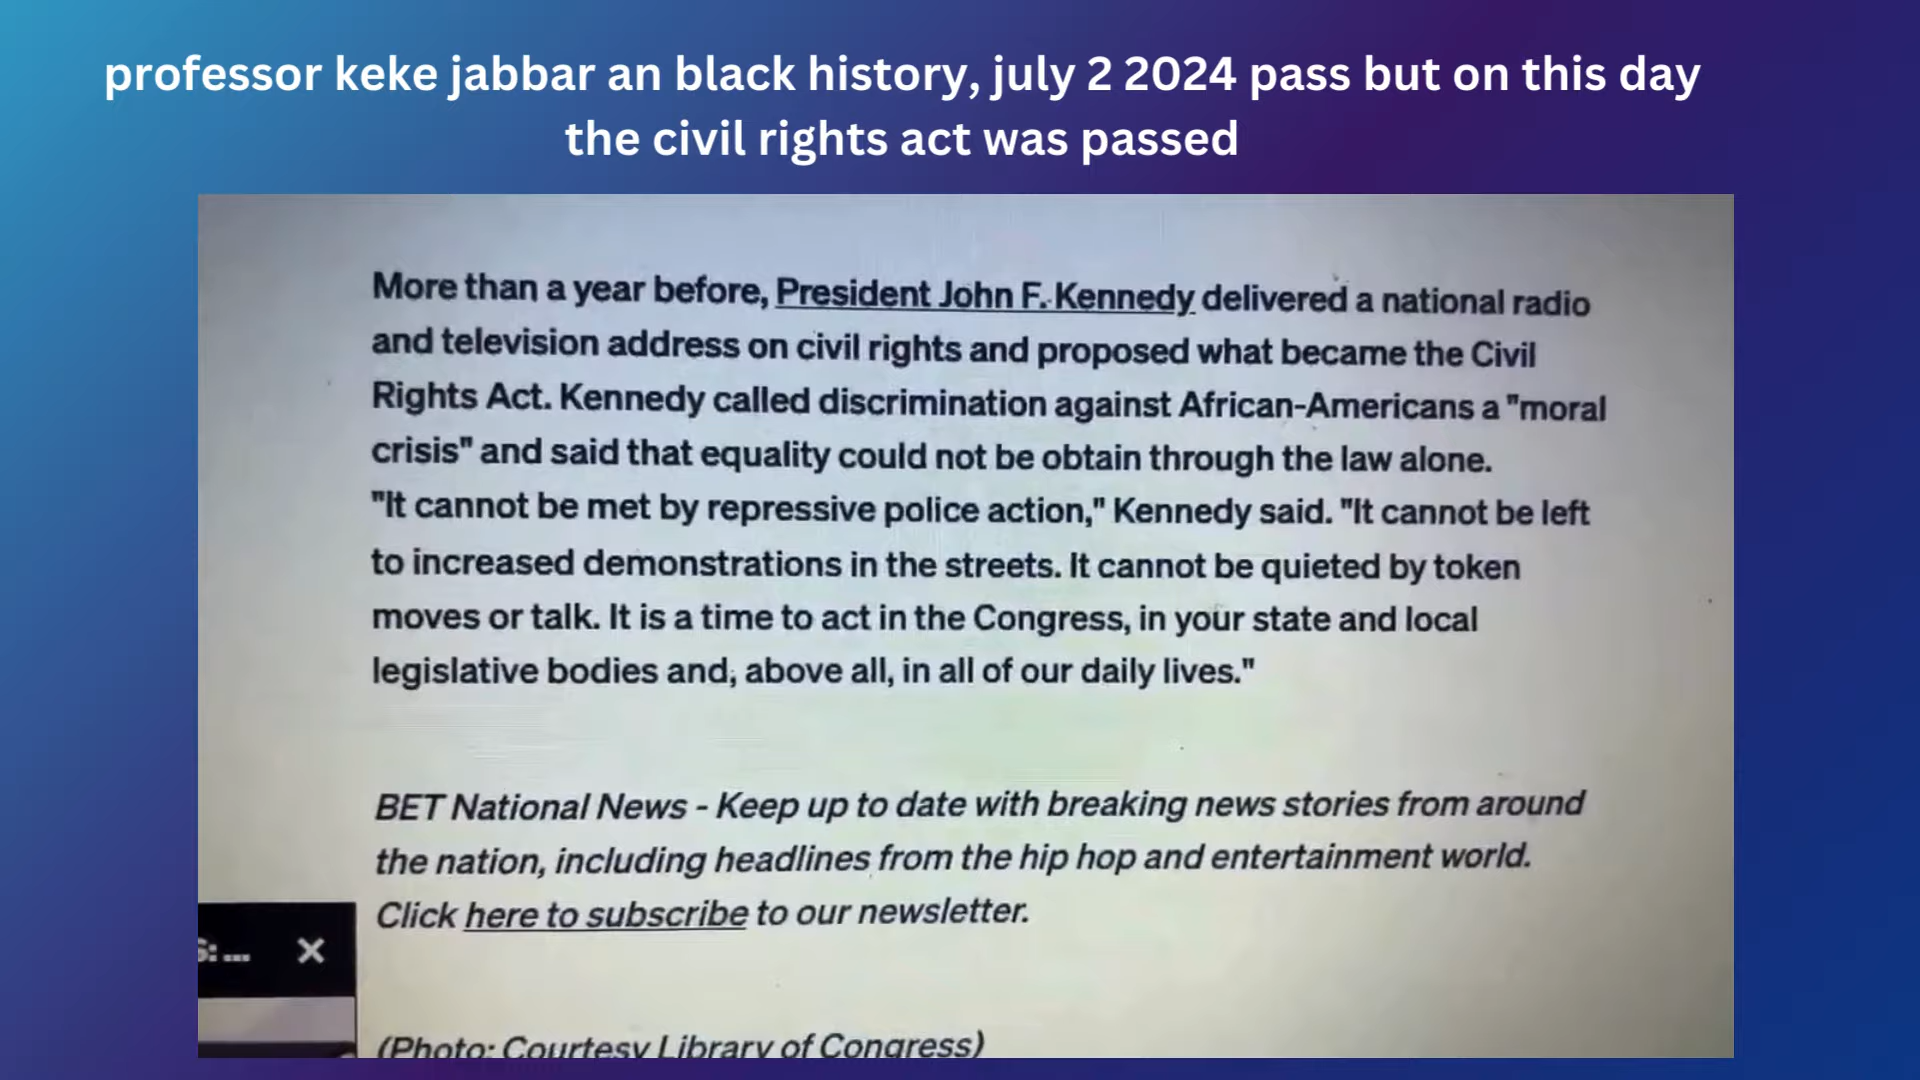 professor keke jabbar an black history, july 2 2024 pass but on this day
the civil rights act was passed
More than a year before, President John F. Kennedy delivered a national radio
and television address on civil rights and proposed what became the Civil
Rights Act. Kennedy called discrimination against African-Americans a "moral
crisis" and said that equality could not be obtain through the law alone.
"It cannot be met by repressive police action," Kennedy said. "It cannot be left
to increased demonstrations in the streets. It cannot be quieted by token
moves or talk. It is a time to act in the Congress, in your state and local
legislative bodies and, above all, in all of our daily lives."
BET National News - Keep up to date with breaking news stories from around
the nation, including headlines from the hip hop and entertainment world.
Click here to subscribe to our newsletter.
S: ... X
(Photo: Courtesy Library of Congress)